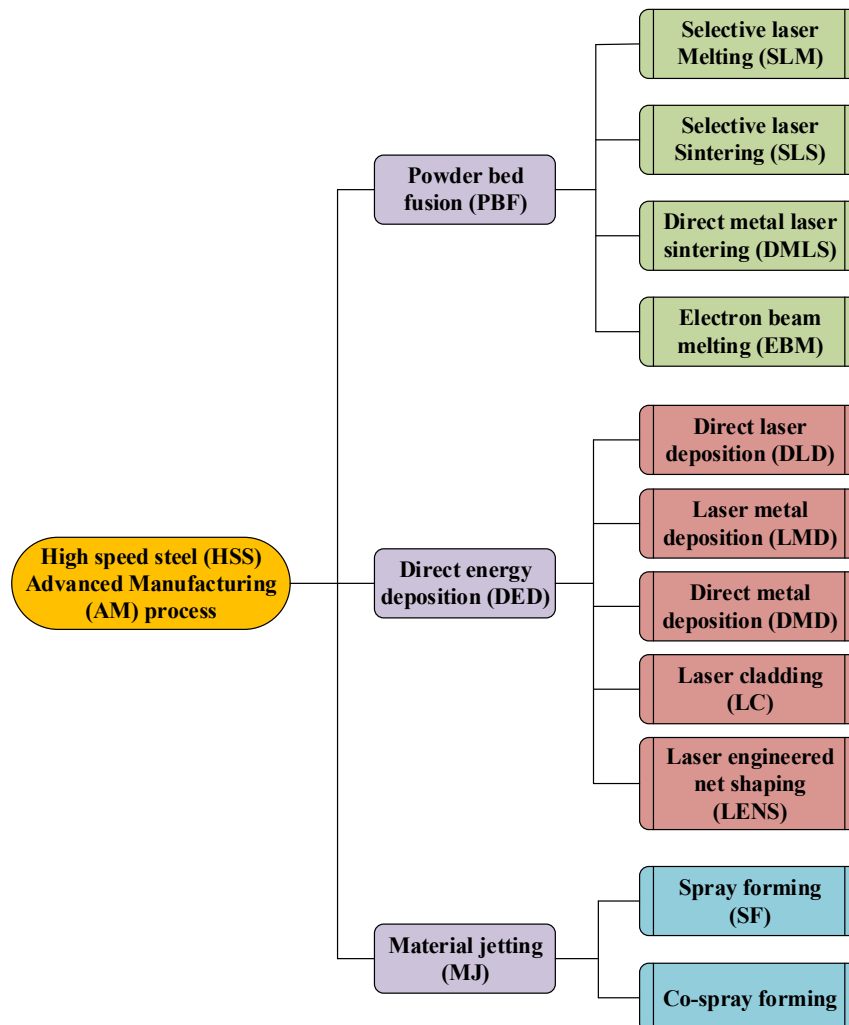 Selective laser
Melting (SLM)
Selective laser
Sintering (SLS)
Powder bed
fusion (PBF)
Direct metal laser
sintering (DMLS)
Electron beam
melting (EBM)
Direct laser
deposition (DLD)
Laser metal
deposition (LMD)
High speed steel (HSS)
Advanced Manufacturing
(AM) process
Direct energy
deposition (DED)
Direct metal
deposition (DMD)
Laser cladding
(LC)
Laser engineered
net shaping
(LENS)
Spray forming
(SF)
Material jetting
(MJ)
Co-spray forming